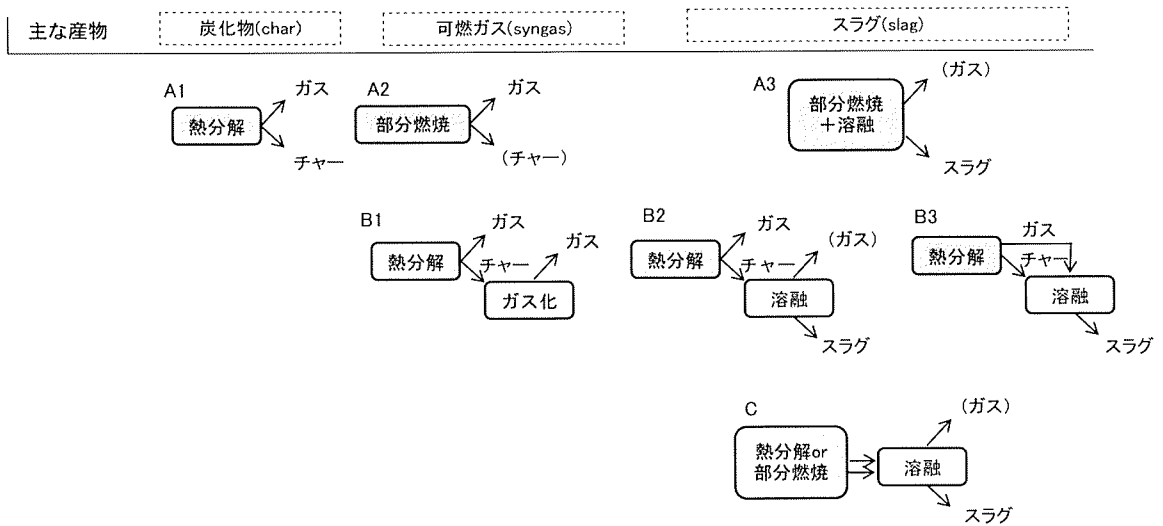 主な産物
炭化物(char)
可燃ガス(syngas)
スラグ(slag)
A1
熱分解
ガス
チャー
A2
部分燃焼
ガス
(チャー)
A3
部分燃焼
＋溶融
(ガス)
スラグ
B1
熱分解
ガス
チャー
ガス化
ガス
B2
熱分解
ガス
チャー
溶融
(ガス)
スラグ
B3
熱分解
ガス
チャー
溶融
スラグ
C
熱分解or
部分燃焼
溶融
(ガス)
スラグ